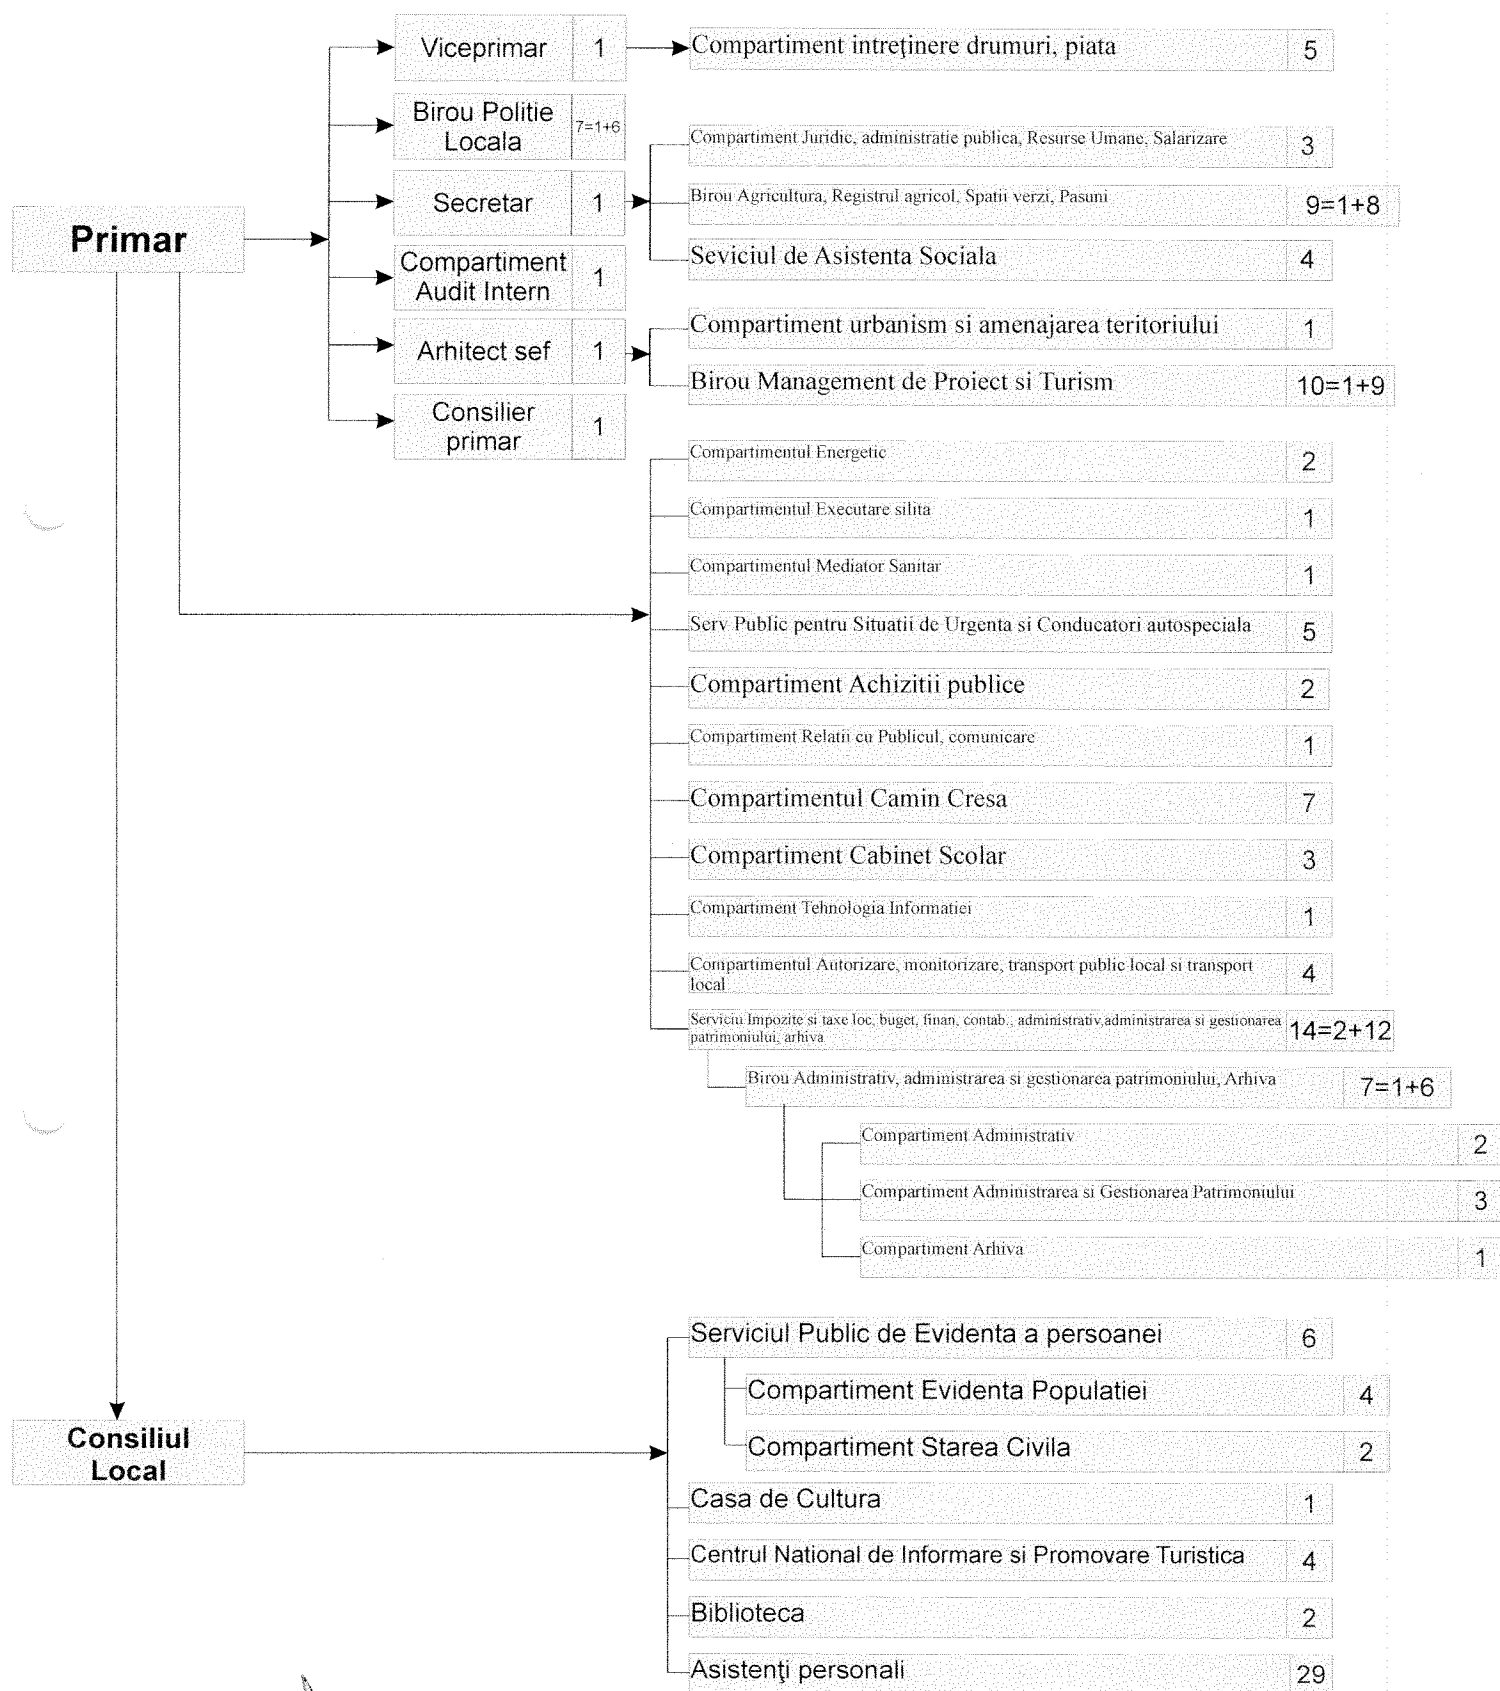 Viceprimar 1
Compartiment intreţinere drumuri, piata 5
Birou Politie
Locala
7=1+6
Compartiment Juridic, administratie publica, Resurse Umane, Salarizare 3
Secretar 1
Birou Agricultura, Registrul agricol, Spatii verzi, Pasuni 9=1+8
Primar
Seviciul de Asistenta Sociala 4
Compartiment
Audit Intern
1
Compartiment urbanism si amenajarea teritoriului 1
Arhitect sef 1
Birou Management de Proiect si Turism 10=1+9
Consilier
primar
1
Compartimentul Energetic 2
Compartimentul Executare silita 1
Compartimentul Mediator Sanitar 1
Serv Public pentru Situatii de Urgenta si Conducatori autospeciala 5
Compartiment Achizitii publice 2
Compartiment Relatii cu Publicul, comunicare 1
Compartimentul Camin Cresa 7
Compartiment Cabinet Scolar 3
Compartiment Tehnologia Informatiei 1
Compartimentul Autorizare, monitorizare, transport public local si transport
local
4
Serviciu Impozite si taxe loc, buget, finan, contab., administrativ,administrarea si gestionarea
patrimoniului, arhiva
14=2+12
Birou Administrativ, administrarea si gestionarea patrimoniului, Arhiva 7=1+6
Compartiment Administrativ 2
Compartiment Administrarea si Gestionarea Patrimoniului 3
Compartiment Arhiva 1
Serviciul Public de Evidenta a persoanei 6
Compartiment Evidenta Populatiei 4
Consiliul
Local
Compartiment Starea Civila 2
Casa de Cultura 1
Centrul National de Informare si Promovare Turistica 4
Biblioteca 2
Asistenţi personali 29